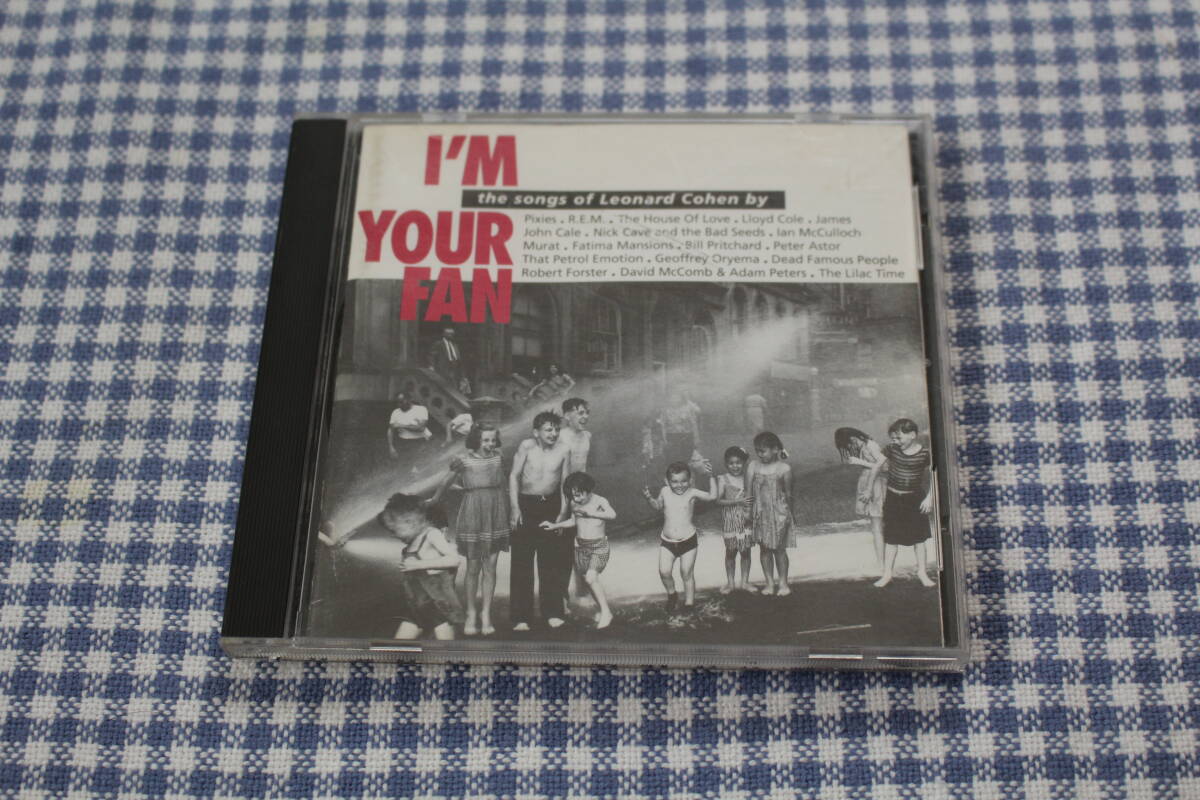 I'M
YOUR
FAN
the songs of Leonard Cohen by
Pixies . R.E.M. . The House Of Love . Lloyd Cole . James
John Cale . Nick Cave and the Bad Seeds . Ian McCulloch
Murat . Fatima Mansions . Bill Pritchard . Peter Astor
That Petrol Emotion . Geoffrey Oryema . Dead Famous People
Robert Forster . David McComb & Adam Peters . The Lilac Time